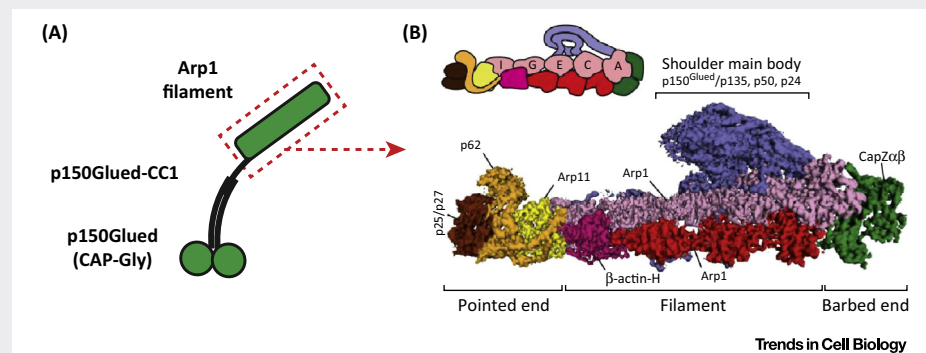 (A)
Arp1
filament
p150Glued-CC1
p150Glued
(CAP-Gly)
(B)
I G E C A
Shoulder main body
p150Glued/p135, p50, p24
p62
Arp11
Arp1
CapZαβ
p25/p27
β-actin-H
Arp1
Pointed end
Filament
Barbed end
Trends in Cell Biology